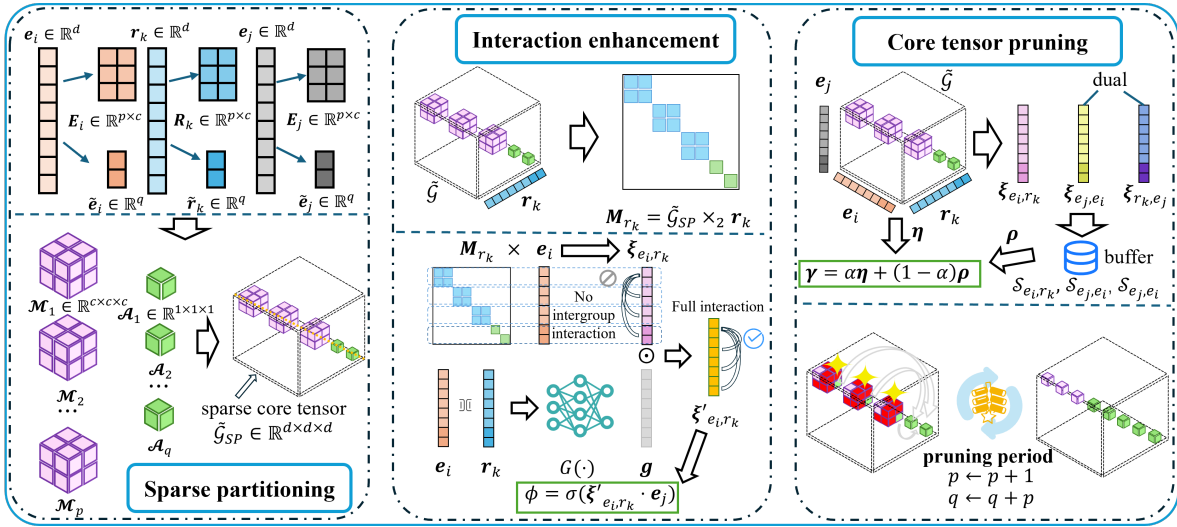 e_i ∈ ℝ^d r_k ∈ ℝ^d e_j ∈ ℝ^d
E_i ∈ ℝ^{p×c} R_k ∈ ℝ^{p×c} E_j ∈ ℝ^{p×c}
ẽ_i ∈ ℝ^q r̃_k ∈ ℝ^q ẽ_j ∈ ℝ^q
ℳ_1 ∈ ℝ^{c×c×c} 𝒜_1 ∈ ℝ^{1×1×1}
ℳ_2
...
ℳ_p
𝒜_2
...
𝒜_q
sparse core tensor
𝒢̃_{SP} ∈ ℝ^{d×d×d}
Sparse partitioning
Interaction enhancement
𝒢̃
r_k
M_{r_k} = 𝒢̃_{SP} ×_2 r_k
M_{r_k} × e_i ξ_{e_i,r_k}
No
intergroup
interaction
Full interaction
⊙
ξ'_{e_i,r_k}
e_i r_k G(·) g
ϕ = σ(ξ'_{e_i,r_k} · e_j)
Core tensor pruning
e_j
𝒢̃
dual
e_i r_k
ξ_{e_i,r_k} ξ_{e_j,e_i} ξ_{r_k,e_j}
η
ρ
buffer
γ = αη + (1 − α)ρ
𝒮_{e_i,r_k}, 𝒮_{e_j,e_i}, 𝒮_{e_j,e_i}
pruning period
p ← p + 1
q ← q + p